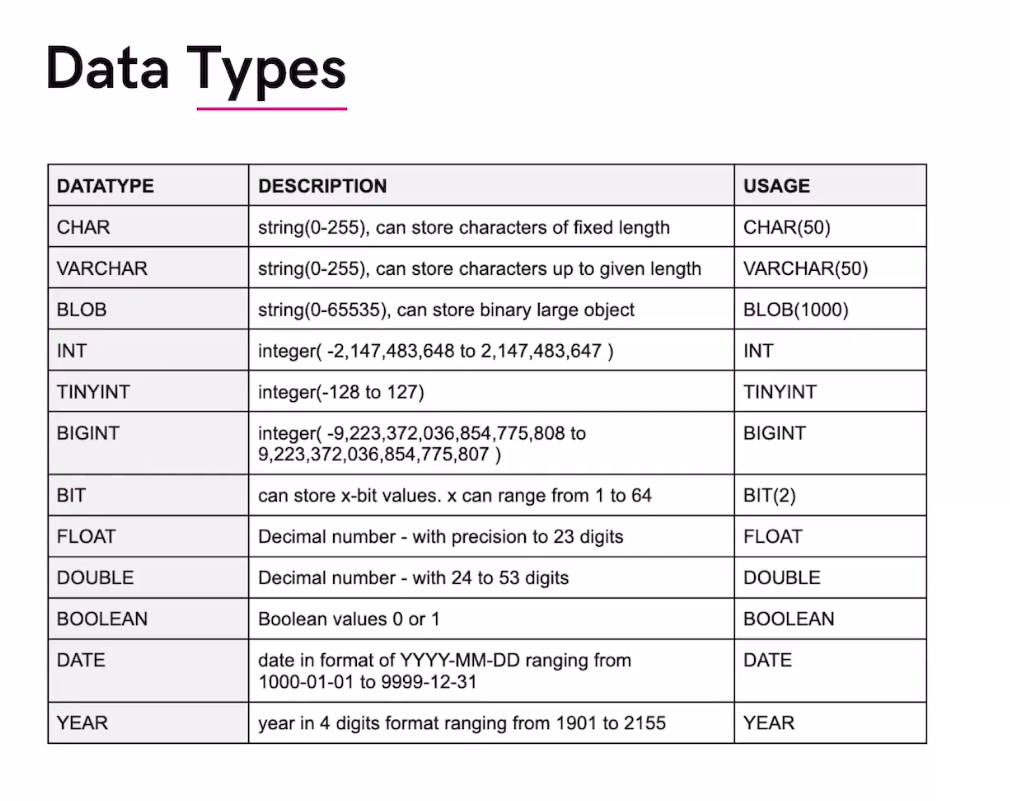 Data Types
DATATYPE DESCRIPTION USAGE
CHAR string(0-255), can store characters of fixed length CHAR(50)
VARCHAR string(0-255), can store characters up to given length VARCHAR(50)
BLOB string(0-65535), can store binary large object BLOB(1000)
INT integer( -2,147,483,648 to 2,147,483,647 ) INT
TINYINT integer(-128 to 127) TINYINT
BIGINT integer( -9,223,372,036,854,775,808 to BIGINT
9,223,372,036,854,775,807 )
BIT can store x-bit values. x can range from 1 to 64 BIT(2)
FLOAT Decimal number - with precision to 23 digits FLOAT
DOUBLE Decimal number - with 24 to 53 digits DOUBLE
BOOLEAN Boolean values 0 or 1 BOOLEAN
DATE date in format of YYYY-MM-DD ranging from DATE
1000-01-01 to 9999-12-31
YEAR year in 4 digits format ranging from 1901 to 2155 YEAR